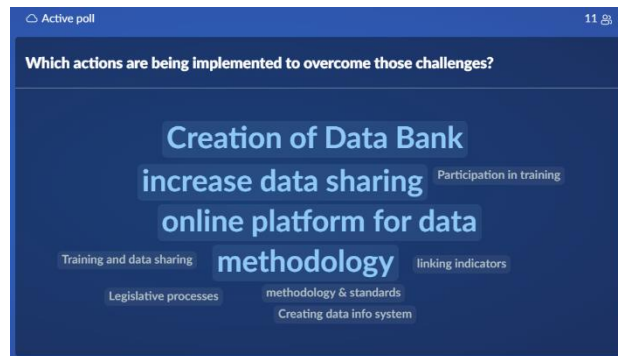 Active poll
11
Which actions are being implemented to overcome those challenges?
Creation of Data Bank
increase data sharing
Participation in training
online platform for data
Training and data sharing
methodology
linking indicators
Legislative processes
methodology & standards
Creating data info system